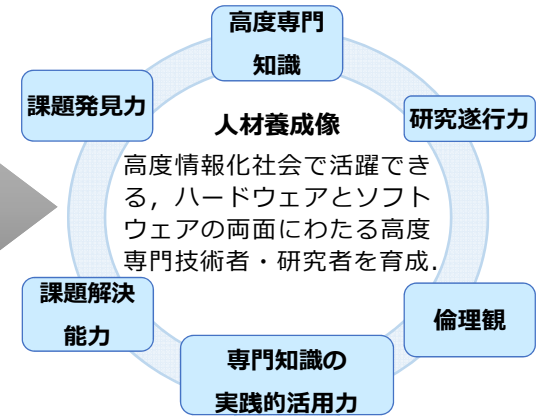 高度専門
知識
課題発見力
研究遂行力
人材養成像
高度情報化社会で活躍でき
る，ハードウェアとソフト
ウェアの両面にわたる高度
専門技術者・研究者を育成.
課題解決
能力
倫理観
専門知識の
実践的活用力